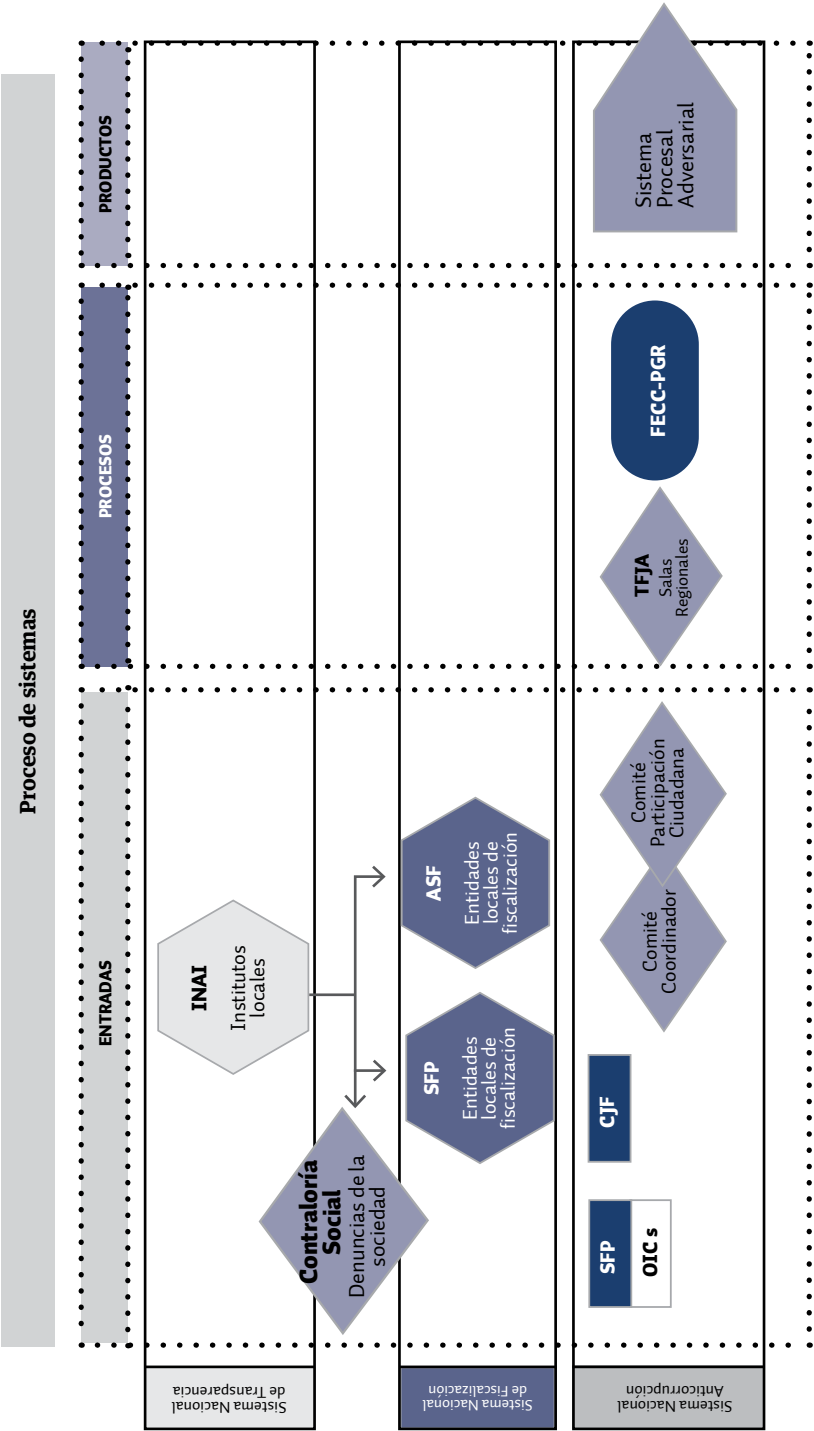 Proceso de sistemas
ENTRADAS
PROCESOS
PRODUCTOS
Sistema Nacional
de Transparencia
INAI
Institutos
locales
Contraloría
Social
Denuncias de la
sociedad
Sistema Nacional
de Fiscalización
SFP
Entidades
locales de
fiscalización
ASF
Entidades
locales de
fiscalización
Sistema Nacional
Anticorrupción
SFP
OIC s
CJF
Comité
Coordinador
Comité
Participación
Ciudadana
TFJA
Salas
Regionales
FECC-PGR
Sistema
Procesal
Adversarial